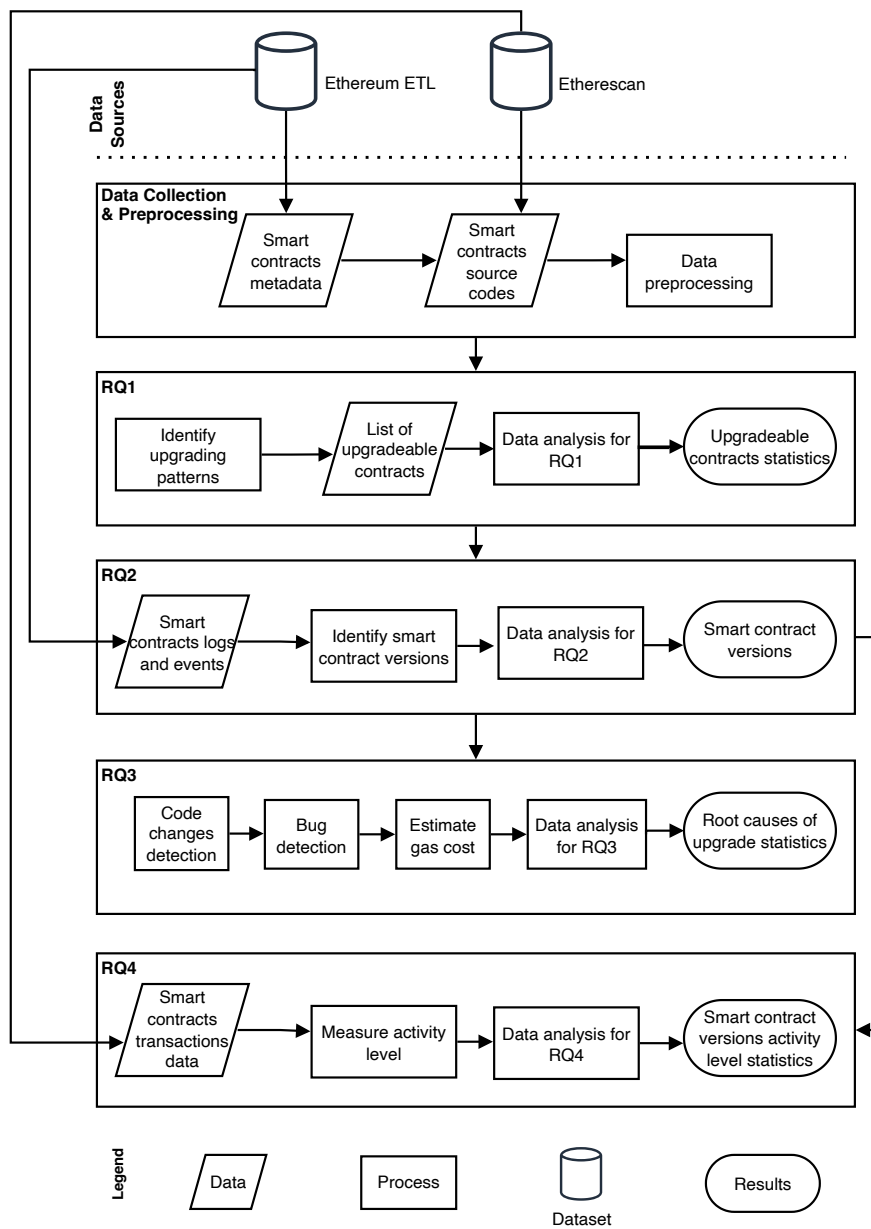 Data
Sources
Ethereum ETL
Etherescan
Data Collection
& Preprocessing
Smart
contracts
metadata
Smart
contracts
source
codes
Data
preprocessing
RQ1
Identify
upgrading
patterns
List of
upgradeable
contracts
Data analysis for
RQ1
Upgradeable
contracts statistics
RQ2
Smart
contracts logs
and events
Identify smart
contract versions
Data analysis for
RQ2
Smart contract
versions
RQ3
Code
changes
detection
Bug
detection
Estimate
gas cost
Data analysis
for RQ3
Root causes of
upgrade statistics
RQ4
Smart
contracts
transactions
data
Measure activity
level
Data analysis for
RQ4
Smart contract
versions activity
level statistics
Legend
Data
Process
Dataset
Results